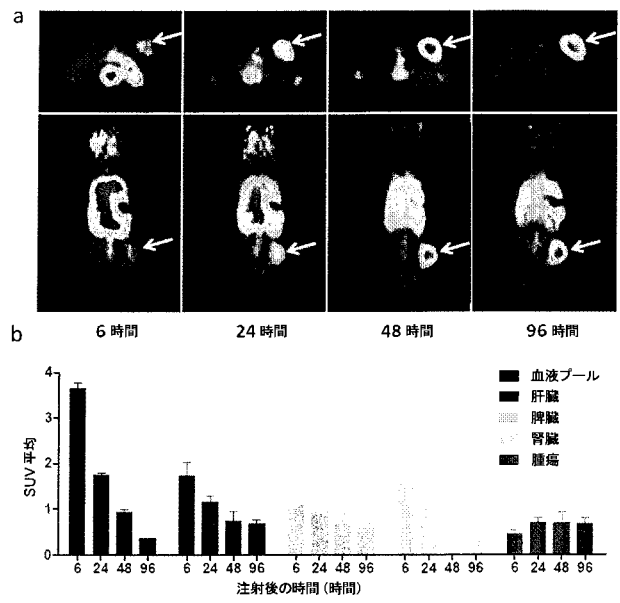 a
6 時間 24 時間 48 時間 96 時間
b
SUV 平均
4
3
2
1
0
血液プール
肝臓
脾臓
腎臓
腫瘍
6 24 48 96 6 24 48 96 6 24 48 96 6 24 48 96 6 24 48 96
注射後の時間 (時間)